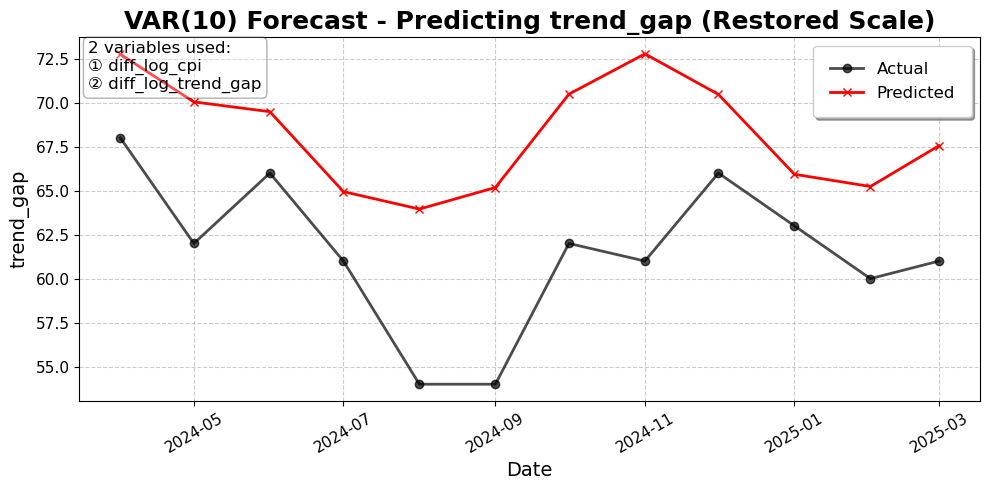 VAR(10) Forecast - Predicting trend_gap (Restored Scale)
2 variables used:
① diff_log_cpi
② diff_log_trend_gap
Actual
Predicted
trend_gap
72.5
70.0
67.5
65.0
62.5
60.0
57.5
55.0
2024-05
2024-07
2024-09
2024-11
2025-01
2025-03
Date